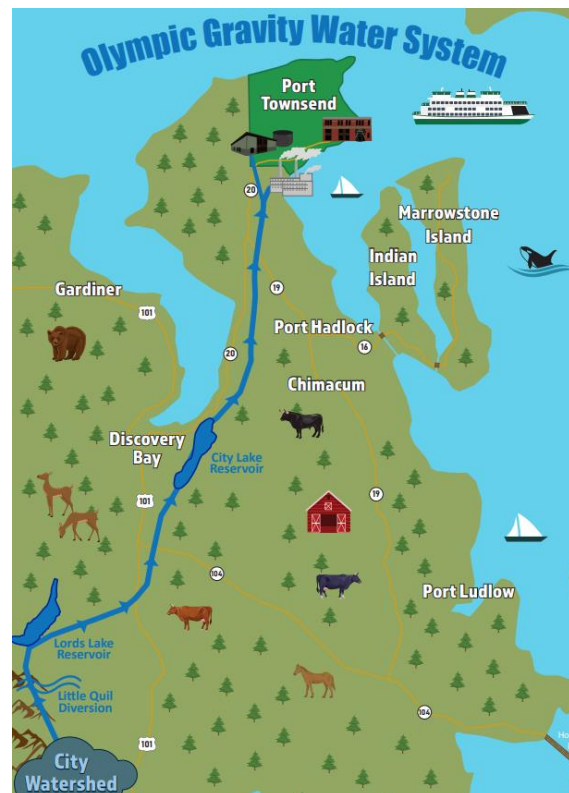 Olympic Gravity Water System
Port
Townsend
20
Marrowstone
Island
Indian
Island
Gardiner
101
19
Port Hadlock
16
20
Chimacum
Discovery
Bay
City Lake
Reservoir
101
19
104
Port Ludlow
Lords Lake
Reservoir
Little Quil
Diversion
104
101
Ho
City
Watershed